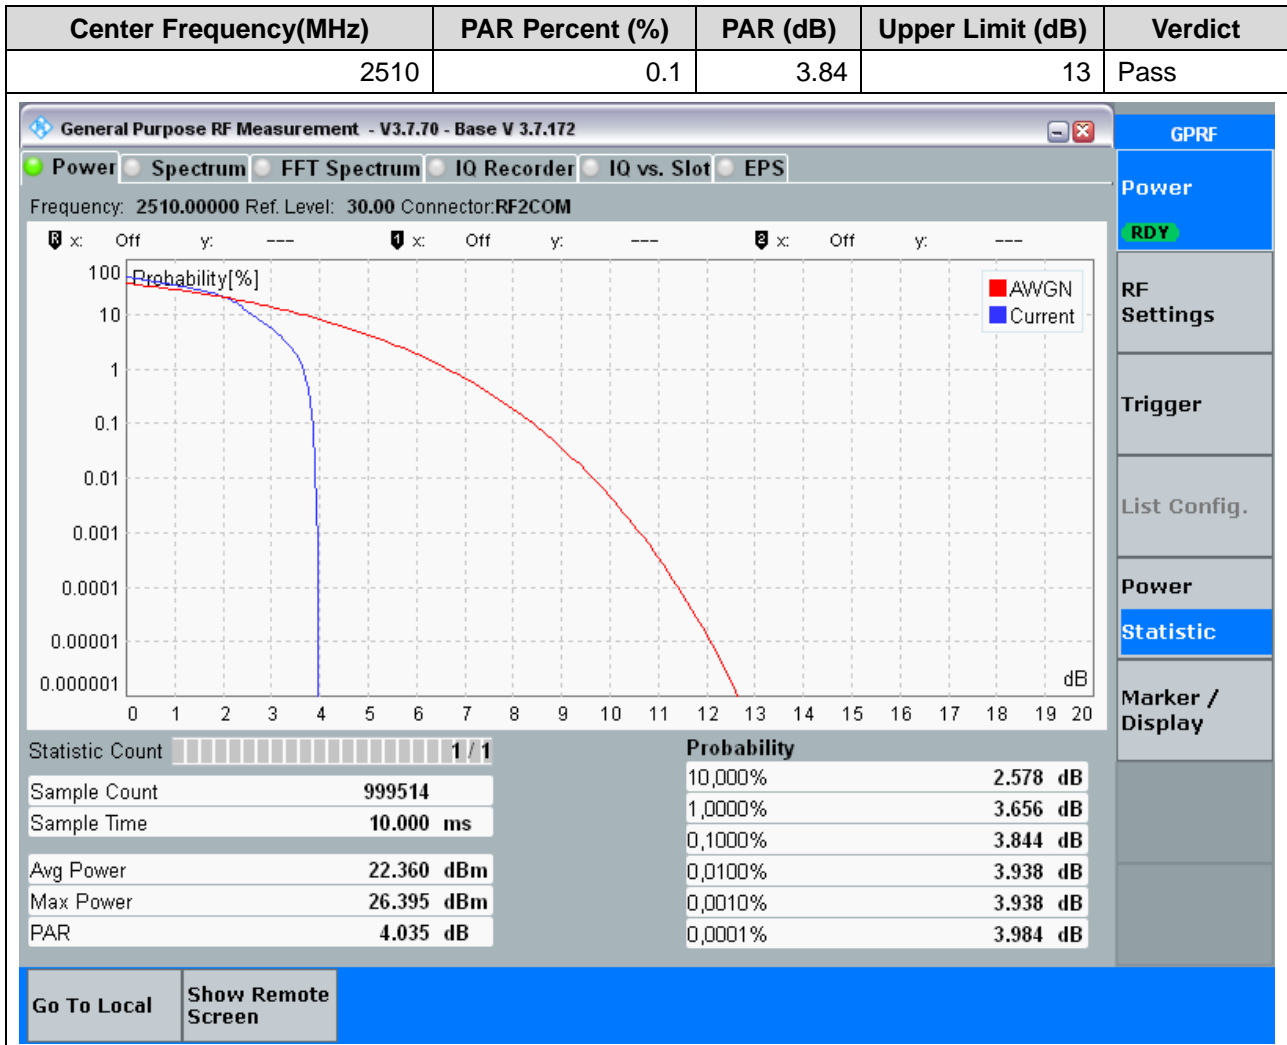 Center Frequency(MHz) PAR Percent (%) PAR (dB) Upper Limit (dB) Verdict
2510 0.1 3.84 13 Pass
General Purpose RF Measurement - V3.7.70 - Base V 3.7.172
GPRF
Power Spectrum FFT Spectrum IQ Recorder IQ vs. Slot EPS
Frequency: 2510.00000 Ref. Level: 30.00 Connector:RF2COM
Power
RDY
R x: Off y: --- 1 x: Off y: --- 2 x: Off y: ---
Probability[%]
AWGN
Current
100
10
1
0.1
0.01
0.001
0.0001
0.00001
0.000001
dB
0 1 2 3 4 5 6 7 8 9 10 11 12 13 14 15 16 17 18 19 20
RF
Settings
Trigger
List Config.
Power
Statistic
Marker /
Display
Statistic Count 1 / 1
Sample Count 999514
Sample Time 10.000 ms
Avg Power 22.360 dBm
Max Power 26.395 dBm
PAR 4.035 dB
Probability
10,000% 2.578 dB
1,0000% 3.656 dB
0,1000% 3.844 dB
0,0100% 3.938 dB
0,0010% 3.938 dB
0,0001% 3.984 dB
Go To Local
Show Remote
Screen